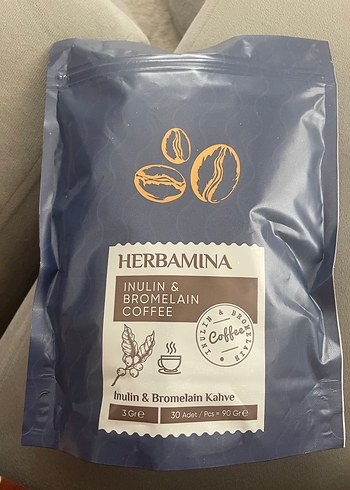 HERBAMINA
INULIN &
BROMELAIN
COFFEE
INULIN & BROMELAIN
Coffee
Inulin & Bromelain Kahve
3 Gr℮
30 Adet / Pcs = 90 Gr℮